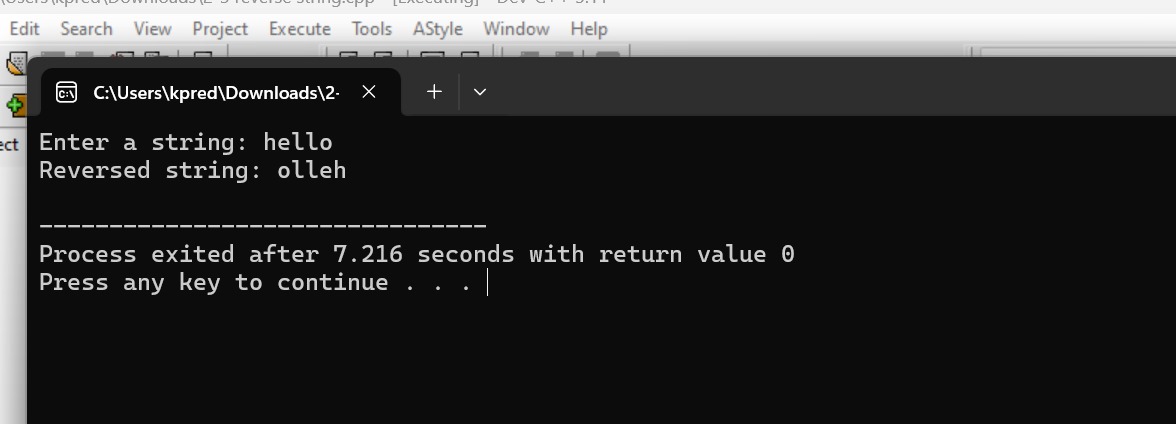 Edit Search View Project Execute Tools AStyle Window Help
C:\Users\kpred\Downloads\2-
ect
Enter a string: hello
Reversed string: olleh
--------------------------------
Process exited after 7.216 seconds with return value 0
Press any key to continue . . .